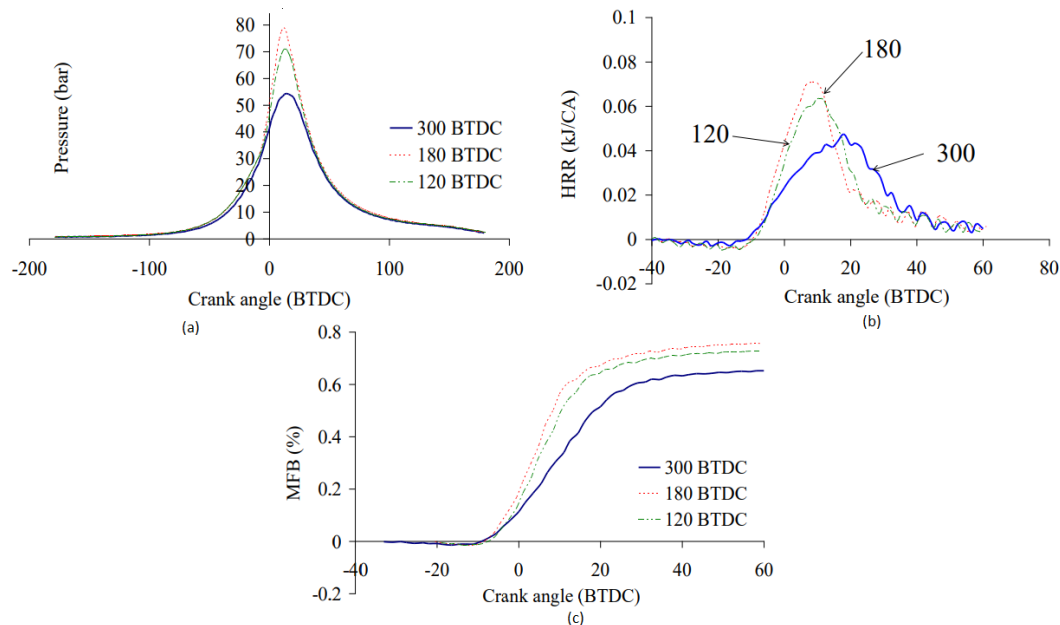 80
70
60
50
40
30
20
10
0
-200
-100
0
100
200
Pressure (bar)
Crank angle (BTDC)
300 BTDC
180 BTDC
120 BTDC
(a)
0.1
0.08
0.06
0.04
0.02
0
-0.02
-40
-20
0
20
40
60
HRR (kJ/CA)
Crank angle (BTDC)
180
120
300
(b)
0.8
0.6
0.4
0.2
0
-0.2
-40
-20
0
20
40
60
MFB (%)
Crank angle (BTDC)
300 BTDC
180 BTDC
120 BTDC
(c)